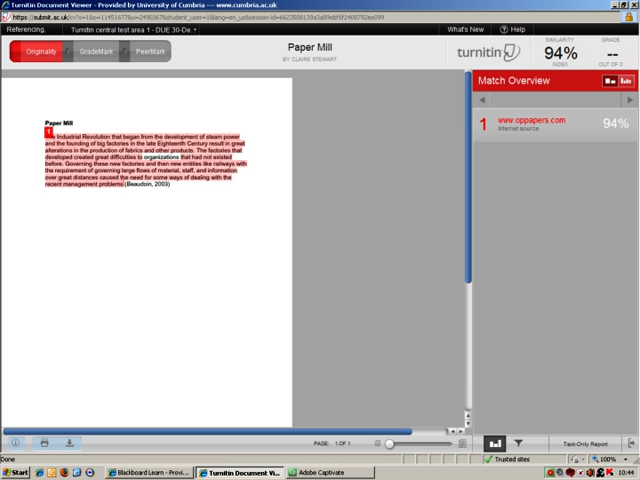 Turnitin Document Viewer - Provided by University of Cumbria --- www.cumbria.ac.uk
Referencing.
Turnitin central test area 1 - DUE 30-De...
What's New
Help
Originality
GradeMark
PeerMark
Paper Mill
BY CLAIRE STEWART
turnitin
SIMILARITY
94%
INDEX
GRADE
--
OUT OF 0
Match Overview
1
www.oppapers.com
Internet source
94%
Paper Mill
1
Industrial Revolution that began from the development of steam power
and the founding of big factories in the late Eighteenth Century result in great
alterations in the production of fabrics and other products. The factories that
developed created great difficulties to organizations that had not existed
before. Governing these new factories and then new entities like railways with
the requirement of governing large flows of material, staff, and information
over great distances caused the need for some ways of dealing with the
recent management problems (Beaudoin, 2003)
PAGE: 1 OF 1
Text-Only Report
Done
Trusted sites
100%
Start
Blackboard Learn - Provi...
Turnitin Document Vi...
Adobe Captivate
10:44